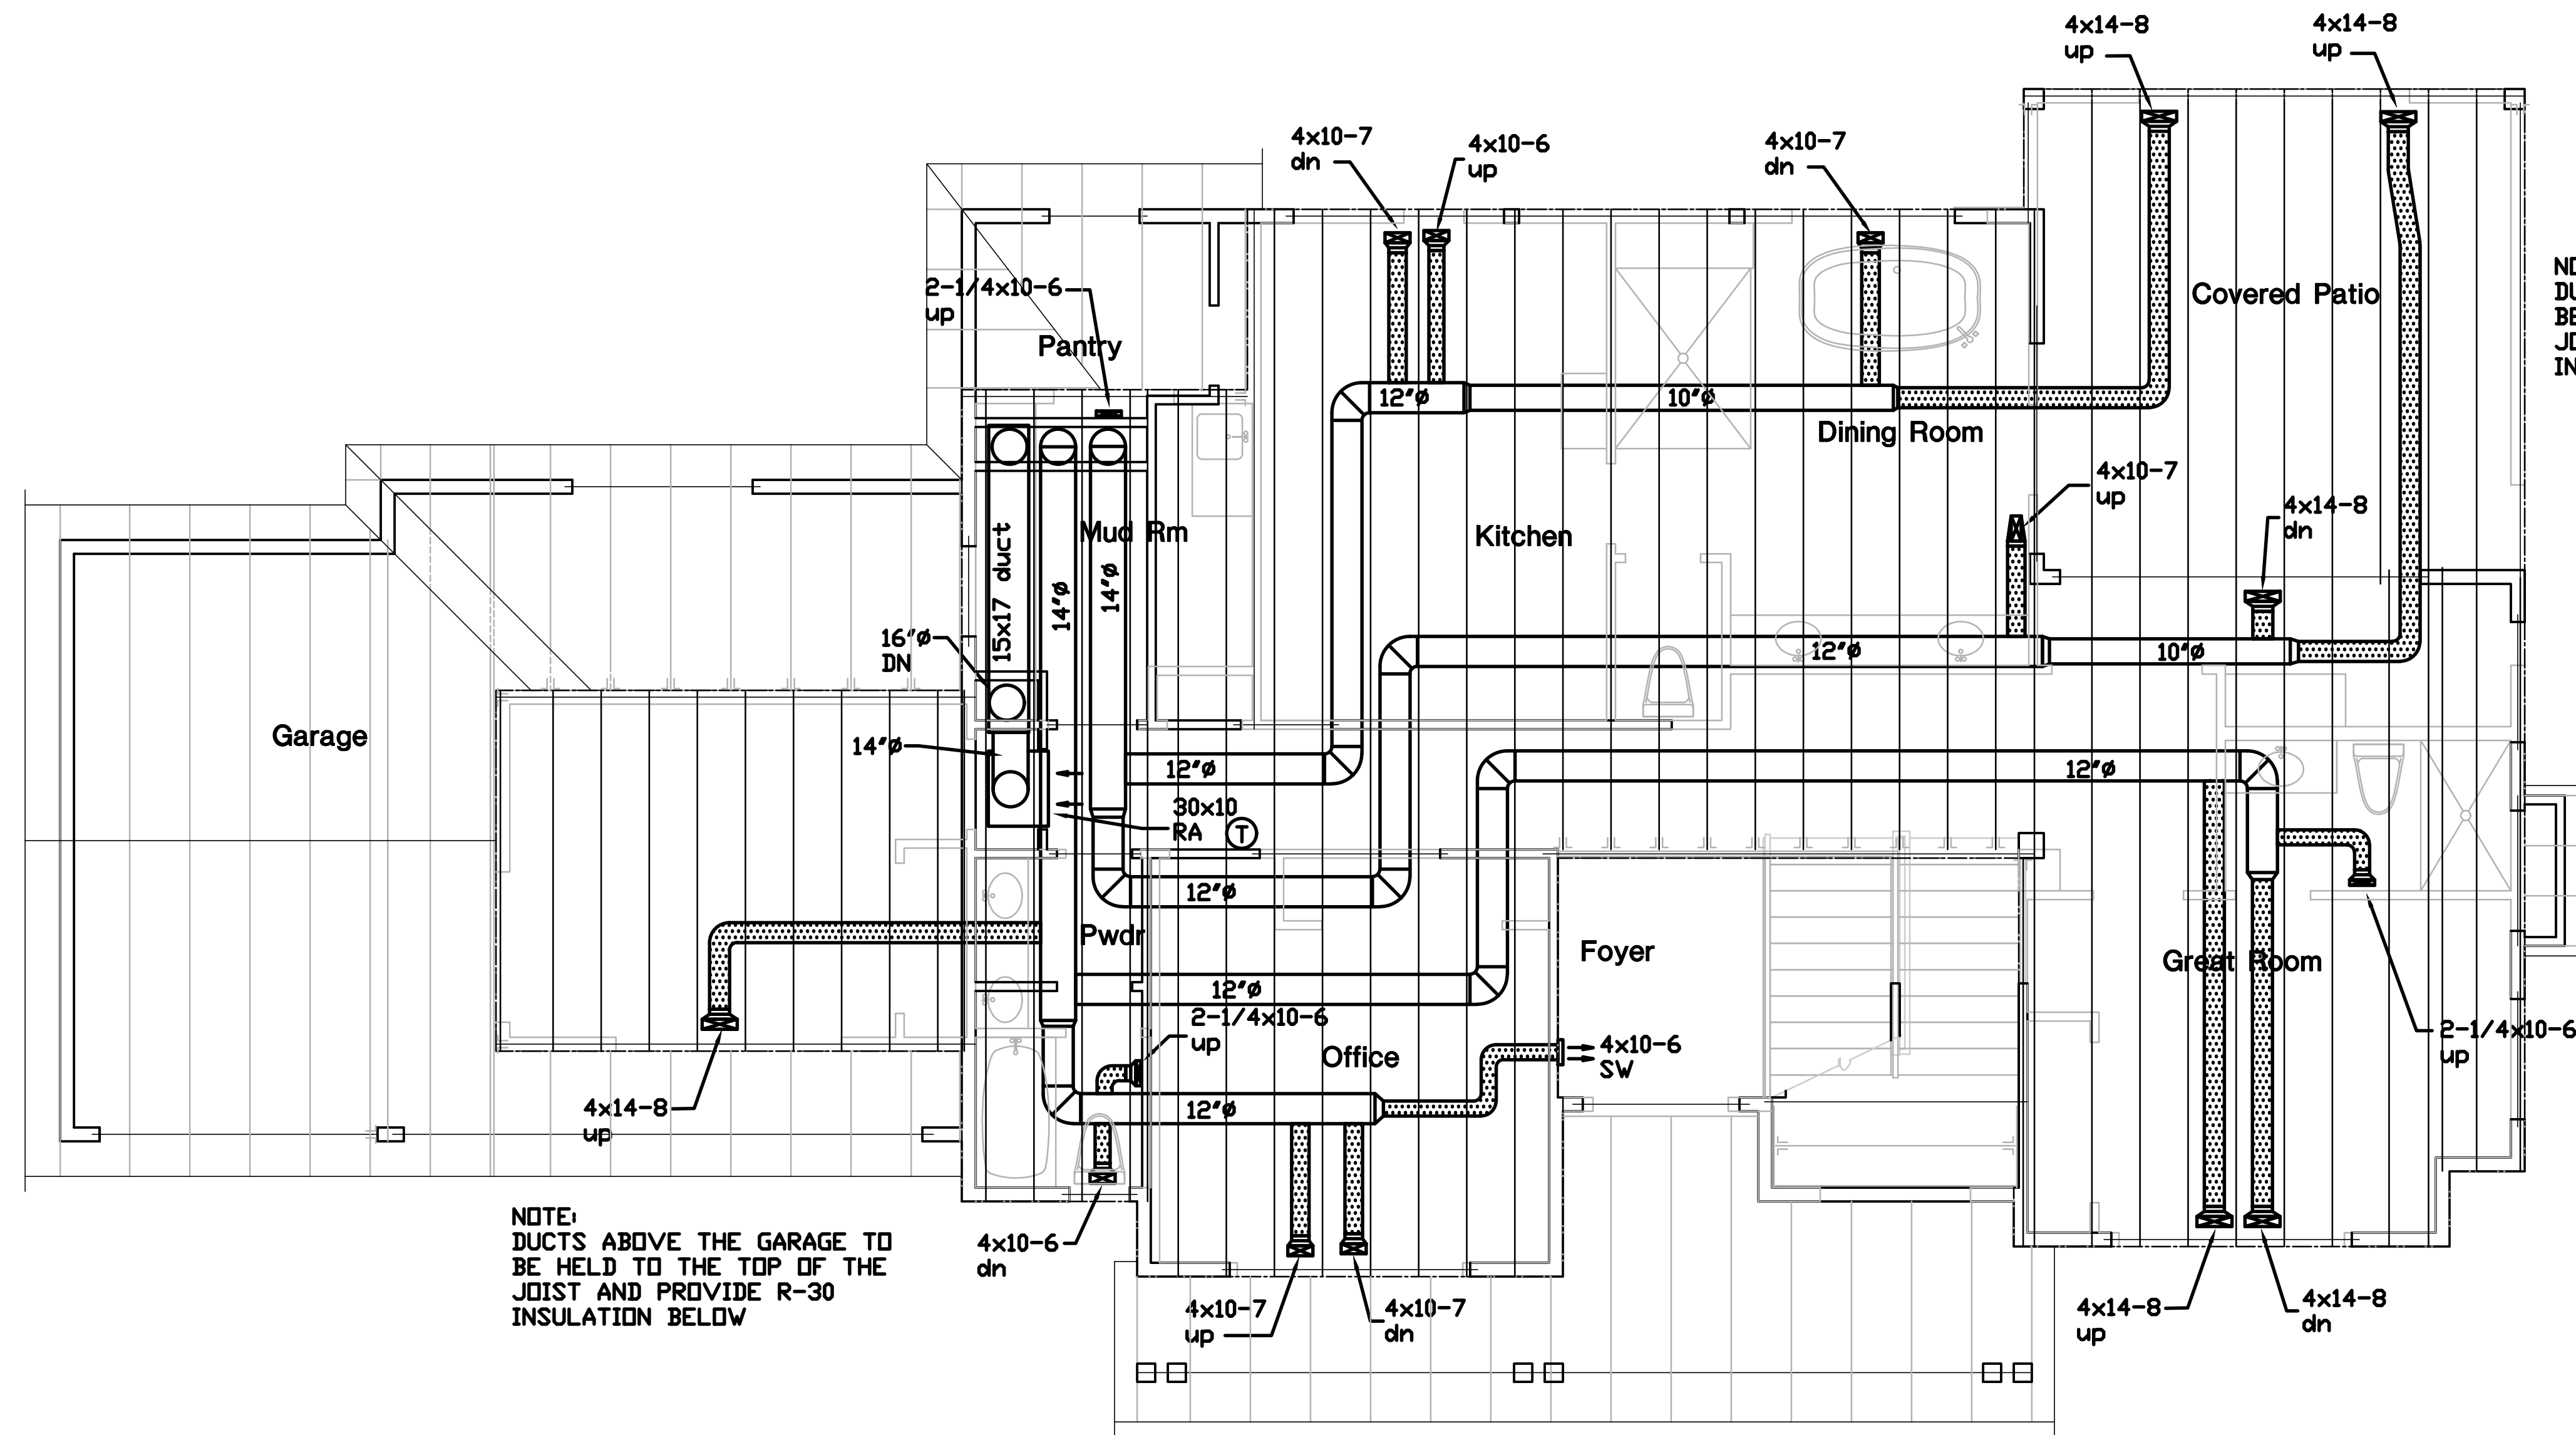 4x14-8
up
4x14-8
up
4x10-7
dn
4x10-6
up
4x10-7
dn
2-1/4x10-6
up
Pantry
Covered Patio
12"ø
10"ø
Dining Room
4x10-7
up
4x14-8
dn
Mud Rm
Kitchen
15x17 duct
14"ø
14"ø
16"ø
DN
12"ø
10"ø
Garage
14"ø
12"ø
12"ø
30x10
RA
T
12"ø
Pwdr
Foyer
Great Room
12"ø
2-1/4x10-6
up
Office
4x10-6
SW
2-1/4x10-6
up
4x14-8
up
12"ø
NOTE:
DUCTS ABOVE THE GARAGE TO
BE HELD TO THE TOP OF THE
JOIST AND PROVIDE R-30
INSULATION BELOW
4x10-6
dn
4x10-7
up
4x10-7
dn
4x14-8
up
4x14-8
dn